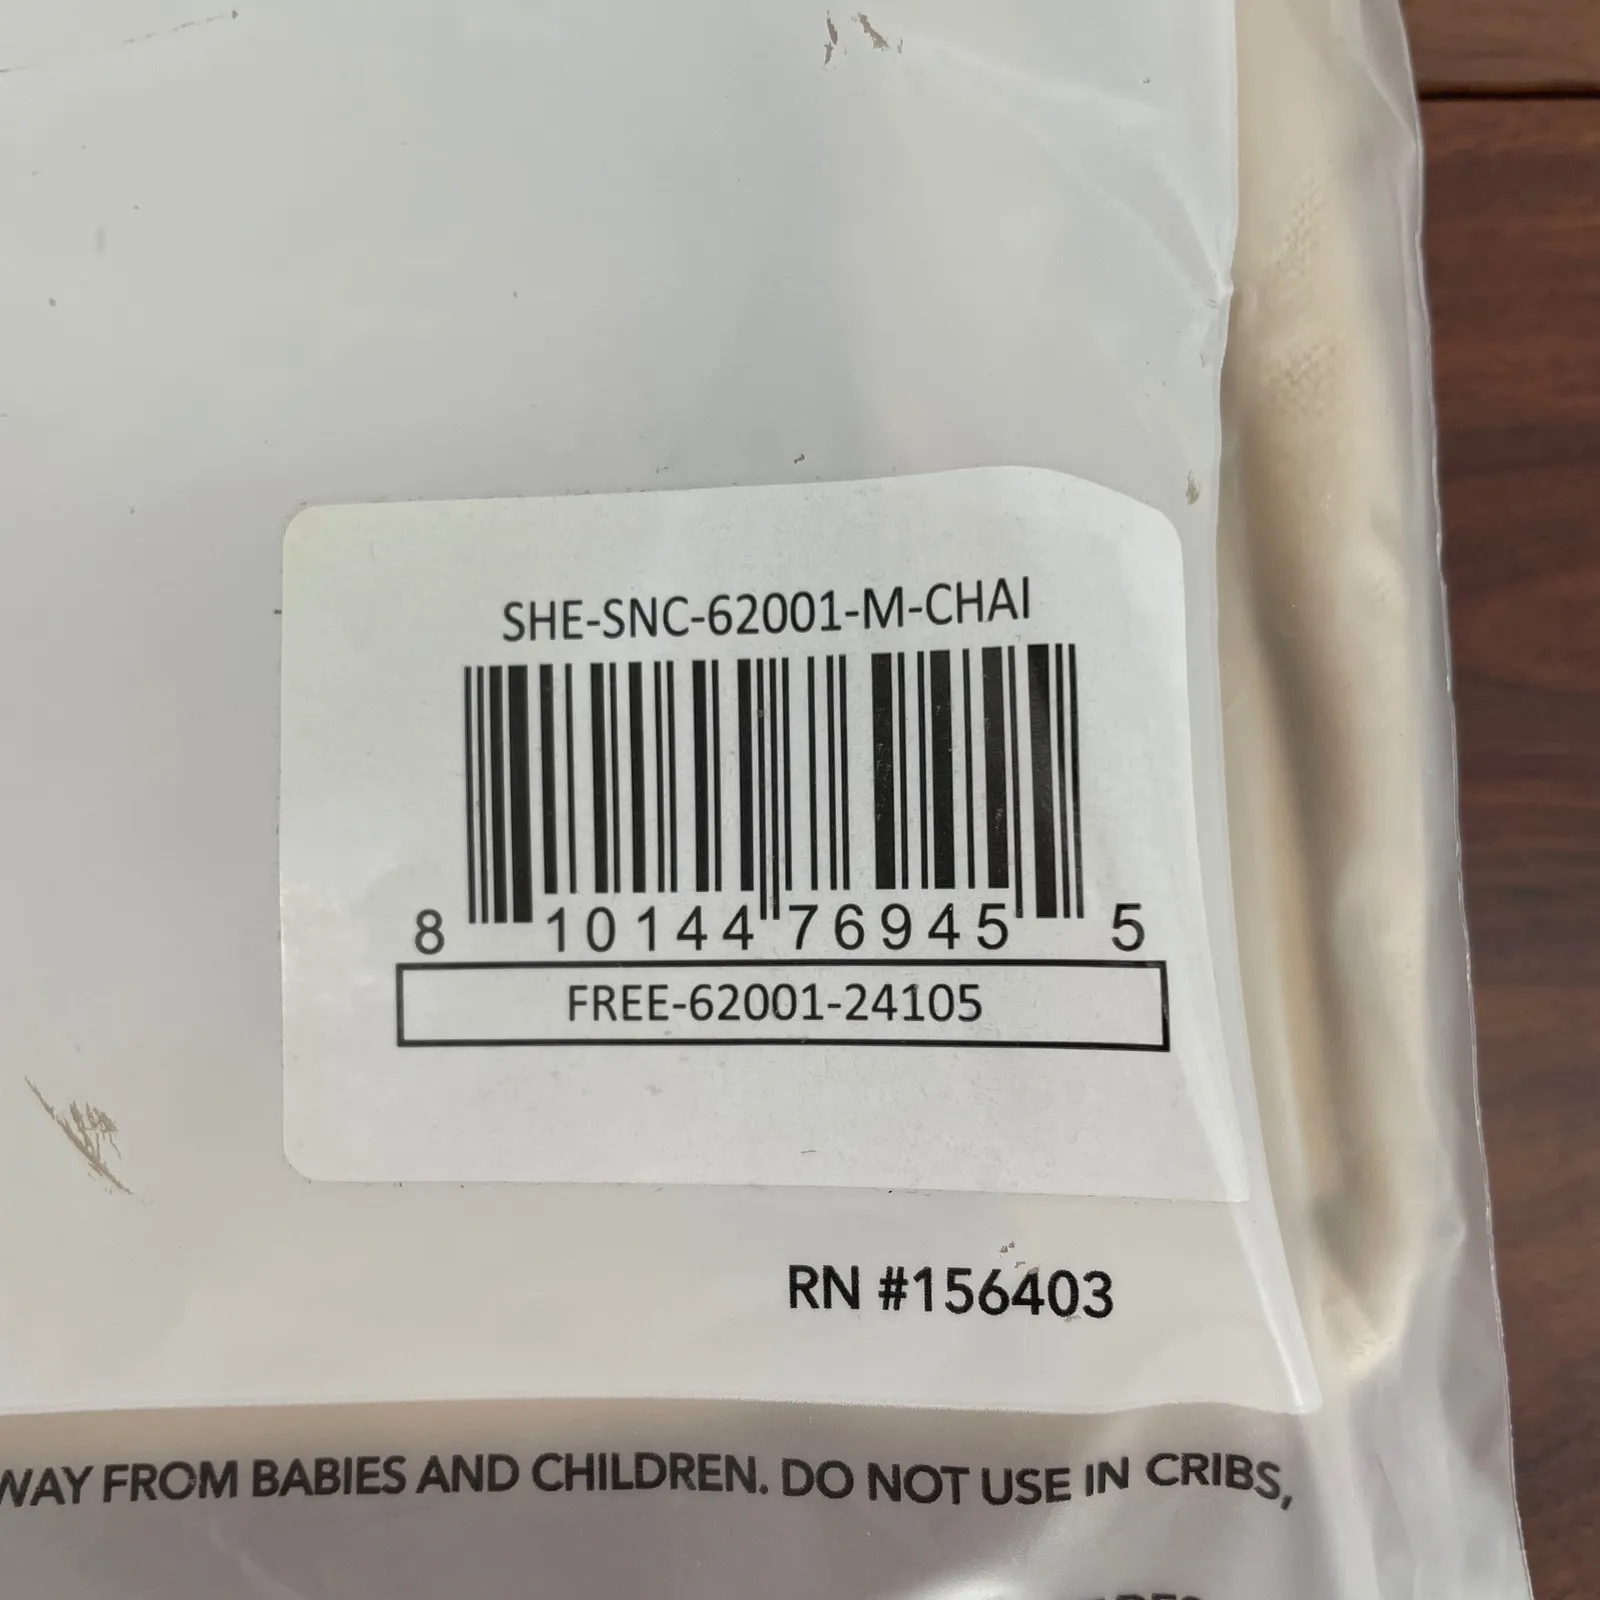 SHE-SNC-62001-M-CHAI
8 10144 76945 5
FREE-62001-24105
RN #156403
FROM BABIES AND CHILDREN. DO NOT USE IN CRIBS,